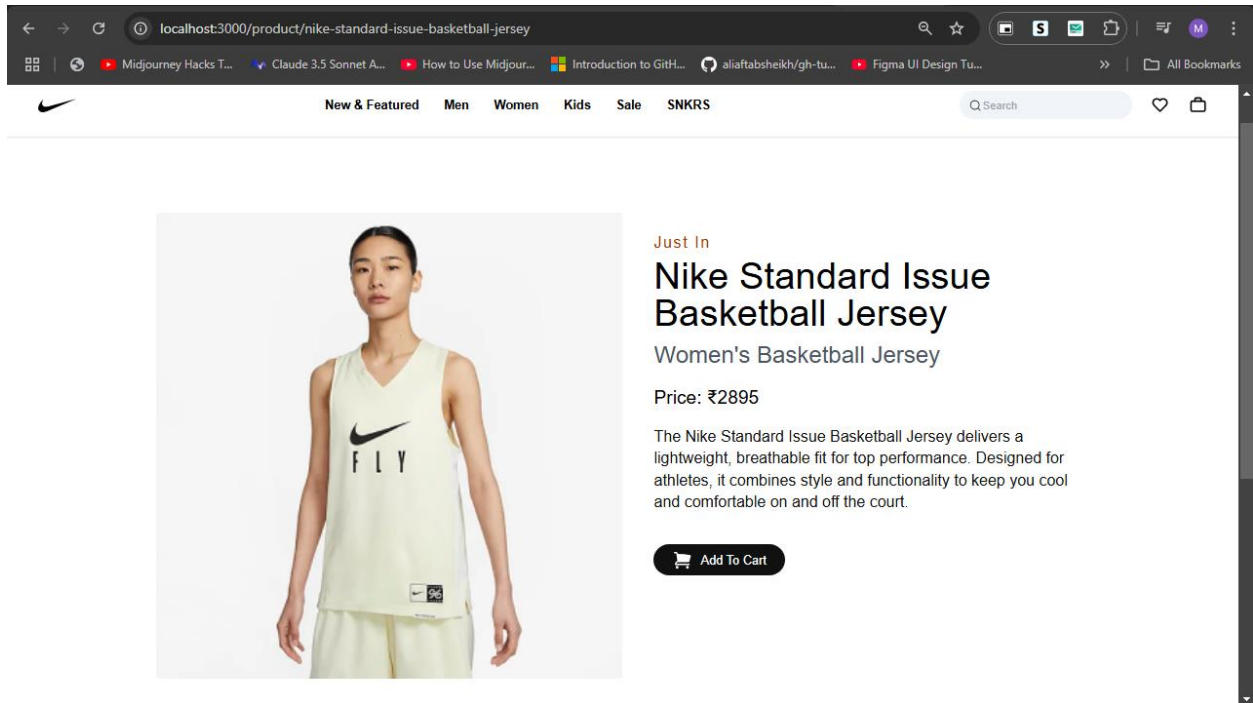 localhost:3000/product/nike-standard-issue-basketball-jersey
S
M
Midjourney Hacks T...
Claude 3.5 Sonnet A...
How to Use Midjour...
Introduction to GitH...
aliaftabsheikh/gh-tu...
Figma UI Design Tu...
All Bookmarks
New & Featured Men Women Kids Sale SNKRS
Search
Just In
Nike Standard Issue
Basketball Jersey
Women's Basketball Jersey
Price: ₹2895
The Nike Standard Issue Basketball Jersey delivers a
lightweight, breathable fit for top performance. Designed for
athletes, it combines style and functionality to keep you cool
and comfortable on and off the court.
Add To Cart
FLY
96